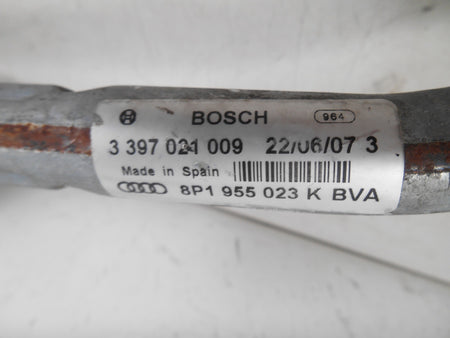 BOSCH 964
3 397 021 009 22/06/07 3
Made in Spain
8P1 955 023 K BVA